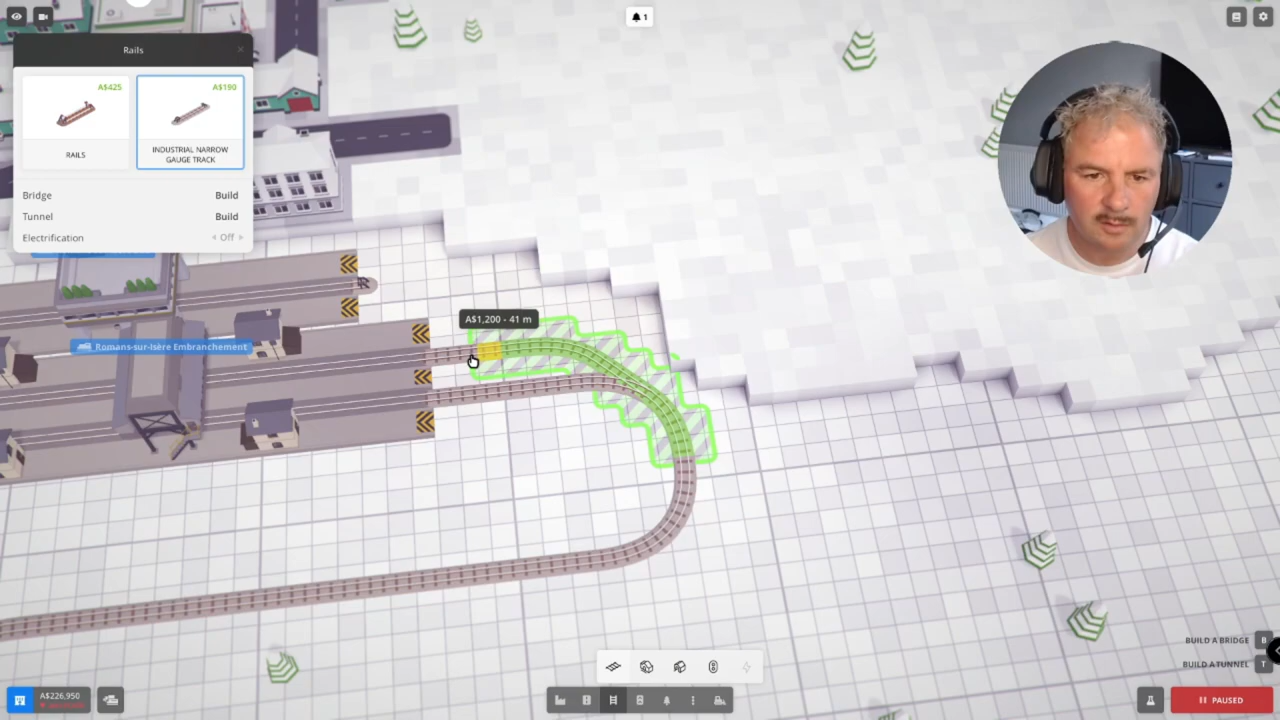 1
Rails
A$425
A$190
RAILS
INDUSTRIAL NARROW
GAUGE TRACK
Bridge
Build
Tunnel
Build
Electrification
Off
A$1,200 - 41 m
Romans-sur-Isère Embranchement
BUILD A BRIDGE
B
BUILD A TUNNEL
T
A$226,950
PAUSED